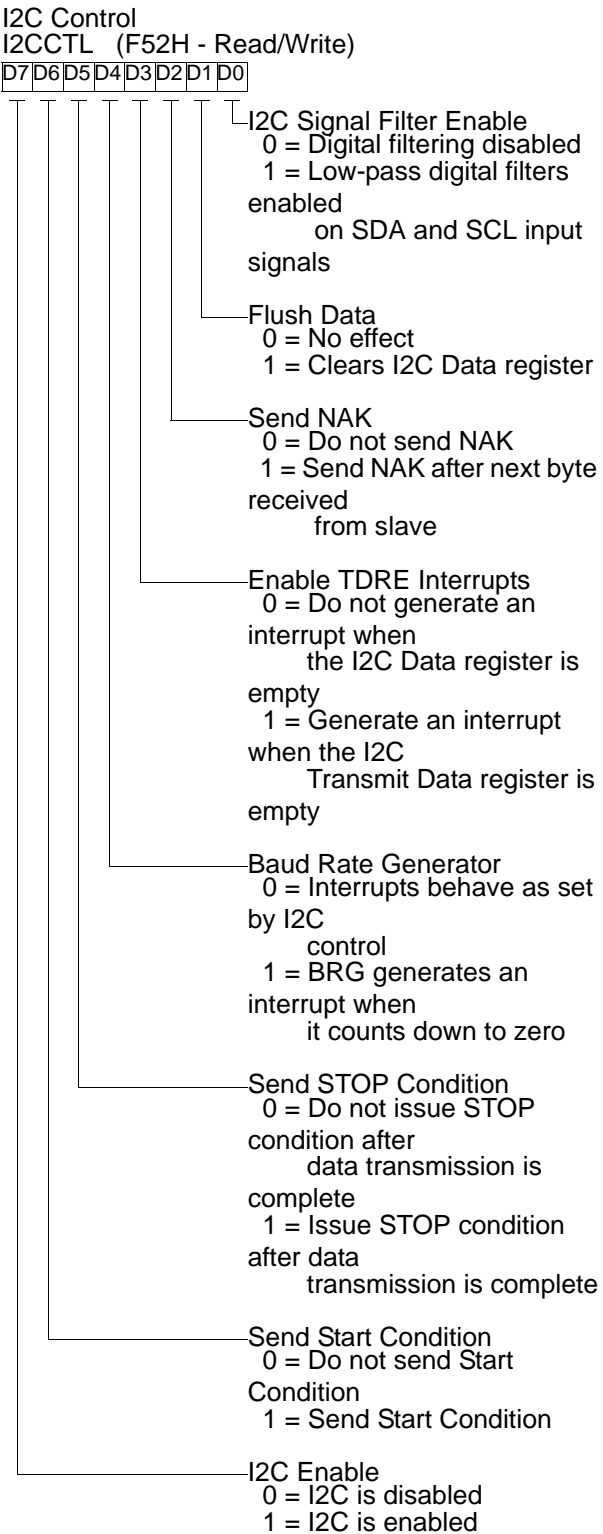 I2C Control
I2CCTL (F52H - Read/Write)
D7 D6 D5 D4 D3 D2 D1 D0
I2C Signal Filter Enable
0 = Digital filtering disabled
1 = Low-pass digital filters
enabled
on SDA and SCL input
signals
Flush Data
0 = No effect
1 = Clears I2C Data register
Send NAK
0 = Do not send NAK
1 = Send NAK after next byte
received
from slave
Enable TDRE Interrupts
0 = Do not generate an
interrupt when
the I2C Data register is
empty
1 = Generate an interrupt
when the I2C
Transmit Data register is
empty
Baud Rate Generator
0 = Interrupts behave as set
by I2C
control
1 = BRG generates an
interrupt when
it counts down to zero
Send STOP Condition
0 = Do not issue STOP
condition after
data transmission is
complete
1 = Issue STOP condition
after data
transmission is complete
Send Start Condition
0 = Do not send Start
Condition
1 = Send Start Condition
I2C Enable
0 = I2C is disabled
1 = I2C is enabled